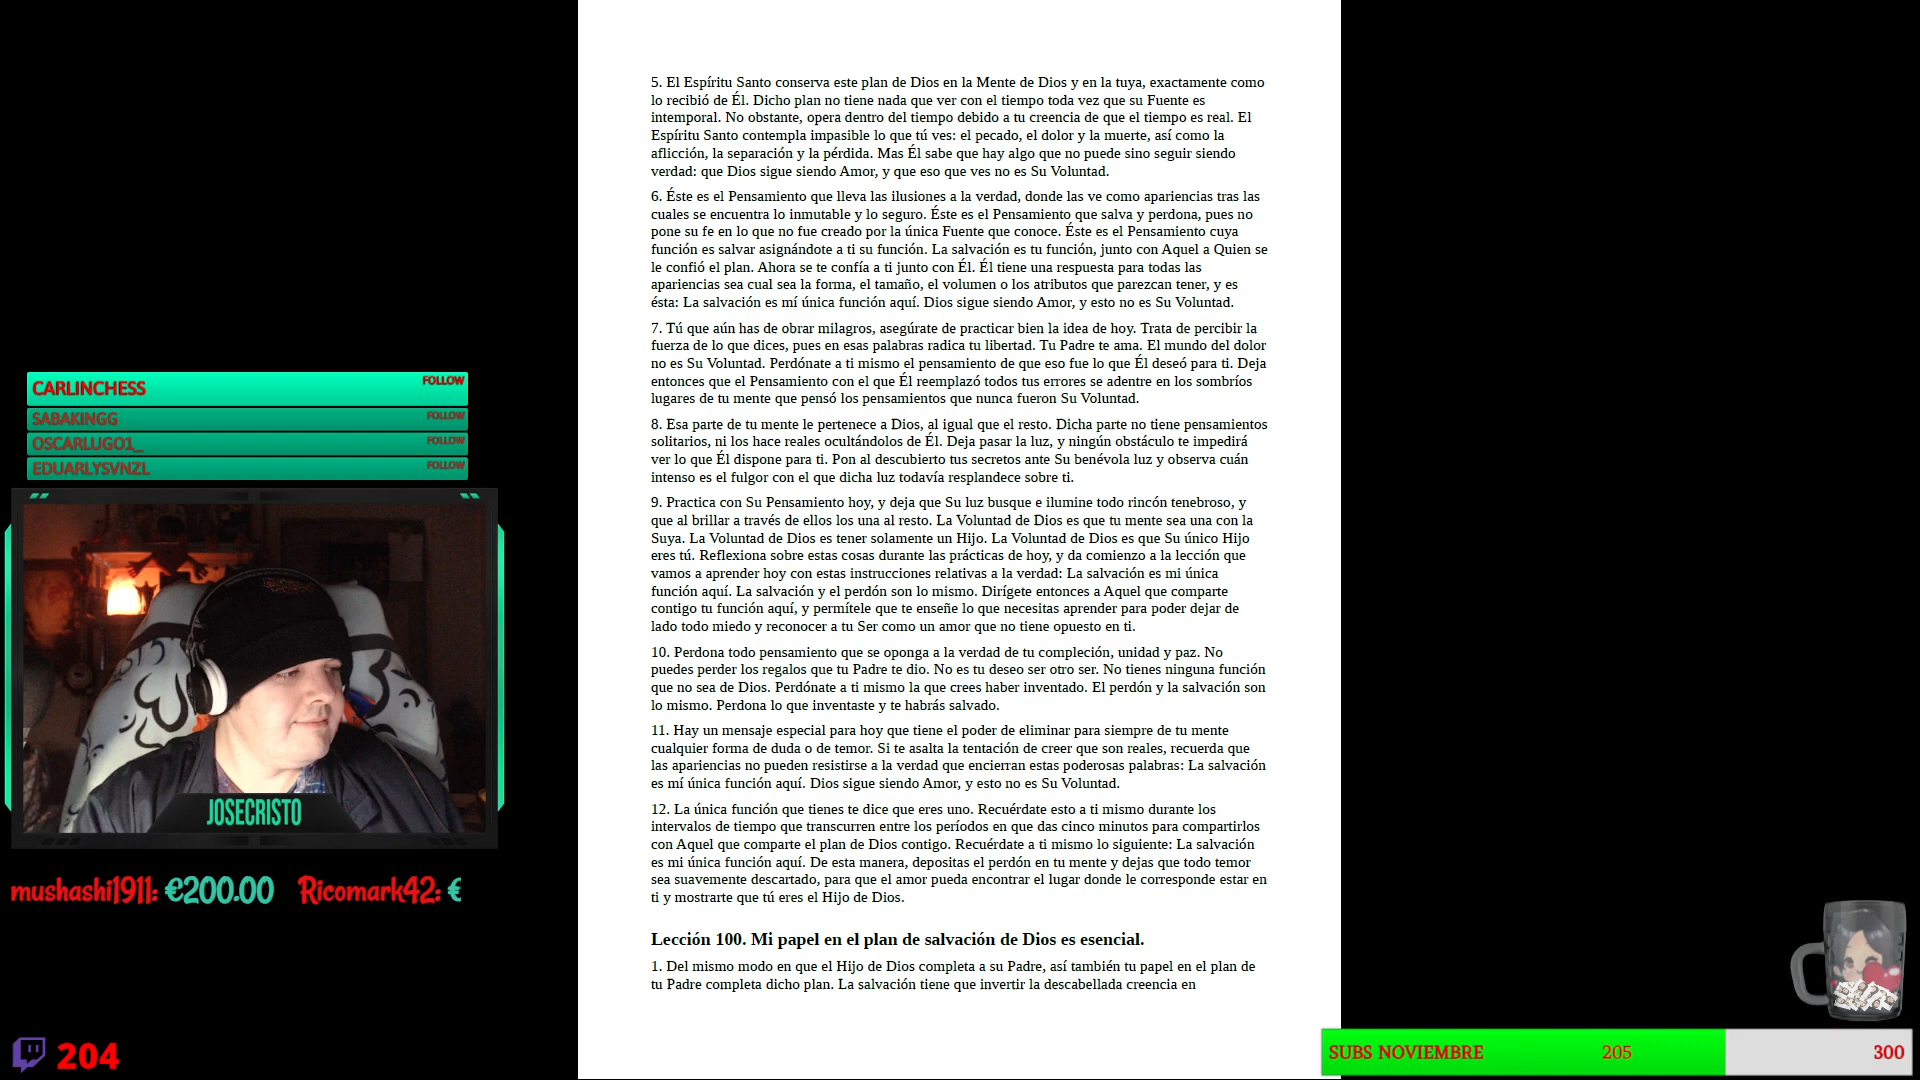 5. El Espíritu Santo conserva este plan de Dios en la Mente de Dios y en la tuya, exactamente como
lo recibió de Él. Dicho plan no tiene nada que ver con el tiempo toda vez que su Fuente es
intemporal. No obstante, opera dentro del tiempo debido a tu creencia de que el tiempo es real. El
Espíritu Santo contempla impasible lo que tú ves: el pecado, el dolor y la muerte, así como la
aflicción, la separación y la pérdida. Mas Él sabe que hay algo que no puede sino seguir siendo
verdad: que Dios sigue siendo Amor, y que eso que ves no es Su Voluntad.
6. Éste es el Pensamiento que lleva las ilusiones a la verdad, donde las ve como apariencias tras las
cuales se encuentra lo inmutable y lo seguro. Éste es el Pensamiento que salva y perdona, pues no
pone su fe en lo que no fue creado por la única Fuente que conoce. Éste es el Pensamiento cuya
función es salvar asignándote a ti su función. La salvación es tu función, junto con Aquel a Quien se
le confió el plan. Ahora se te confía a ti junto con Él. Él tiene una respuesta para todas las
apariencias sea cual sea la forma, el tamaño, el volumen o los atributos que parezcan tener, y es
ésta: La salvación es mí única función aquí. Dios sigue siendo Amor, y esto no es Su Voluntad.
7. Tú que aún has de obrar milagros, asegúrate de practicar bien la idea de hoy. Trata de percibir la
fuerza de lo que dices, pues en esas palabras radica tu libertad. Tu Padre te ama. El mundo del dolor
no es Su Voluntad. Perdónate a ti mismo el pensamiento de que eso fue lo que Él deseó para ti. Deja
entonces que el Pensamiento con el que Él reemplazó todos tus errores se adentre en los sombríos
lugares de tu mente que pensó los pensamientos que nunca fueron Su Voluntad.
8. Esa parte de tu mente le pertenece a Dios, al igual que el resto. Dicha parte no tiene pensamientos
solitarios, ni los hace reales ocultándolos de Él. Deja pasar la luz, y ningún obstáculo te impedirá
ver lo que Él dispone para ti. Pon al descubierto tus secretos ante Su benévola luz y observa cuán
intenso es el fulgor con el que dicha luz todavía resplandece sobre ti.
9. Practica con Su Pensamiento hoy, y deja que Su luz busque e ilumine todo rincón tenebroso, y
que al brillar a través de ellos los una al resto. La Voluntad de Dios es que tu mente sea una con la
Suya. La Voluntad de Dios es tener solamente un Hijo. La Voluntad de Dios es que Su único Hijo
eres tú. Reflexiona sobre estas cosas durante las prácticas de hoy, y da comienzo a la lección que
vamos a aprender hoy con estas instrucciones relativas a la verdad: La salvación es mi única
función aquí. La salvación y el perdón son lo mismo. Dirígete entonces a Aquel que comparte
contigo tu función aquí, y permítele que te enseñe lo que necesitas aprender para poder dejar de
lado todo miedo y reconocer a tu Ser como un amor que no tiene opuesto en ti.
10. Perdona todo pensamiento que se oponga a la verdad de tu compleción, unidad y paz. No
puedes perder los regalos que tu Padre te dio. No es tu deseo ser otro ser. No tienes ninguna función
que no sea de Dios. Perdónate a ti mismo la que crees haber inventado. El perdón y la salvación son
lo mismo. Perdona lo que inventaste y te habrás salvado.
11. Hay un mensaje especial para hoy que tiene el poder de eliminar para siempre de tu mente
cualquier forma de duda o de temor. Si te asalta la tentación de creer que son reales, recuerda que
las apariencias no pueden resistirse a la verdad que encierran estas poderosas palabras: La salvación
es mí única función aquí. Dios sigue siendo Amor, y esto no es Su Voluntad.
12. La única función que tienes te dice que eres uno. Recuérdate esto a ti mismo durante los
intervalos de tiempo que transcurren entre los períodos en que das cinco minutos para compartirlos
con Aquel que comparte el plan de Dios contigo. Recuérdate a ti mismo lo siguiente: La salvación
es mi única función aquí. De esta manera, depositas el perdón en tu mente y dejas que todo temor
sea suavemente descartado, para que el amor pueda encontrar el lugar donde le corresponde estar en
ti y mostrarte que tú eres el Hijo de Dios.
Lección 100. Mi papel en el plan de salvación de Dios es esencial.
1. Del mismo modo en que el Hijo de Dios completa a su Padre, así también tu papel en el plan de
tu Padre completa dicho plan. La salvación tiene que invertir la descabellada creencia en
CARLINCHESS FOLLOW
SABAKINGG FOLLOW
OSCARLUGO1_ FOLLOW
EDUARLYSVNZL FOLLOW
JOSECRISTO
mushashi1911: €200.00 Ricomark42: €
204
SUBS NOVIEMBRE 205 300